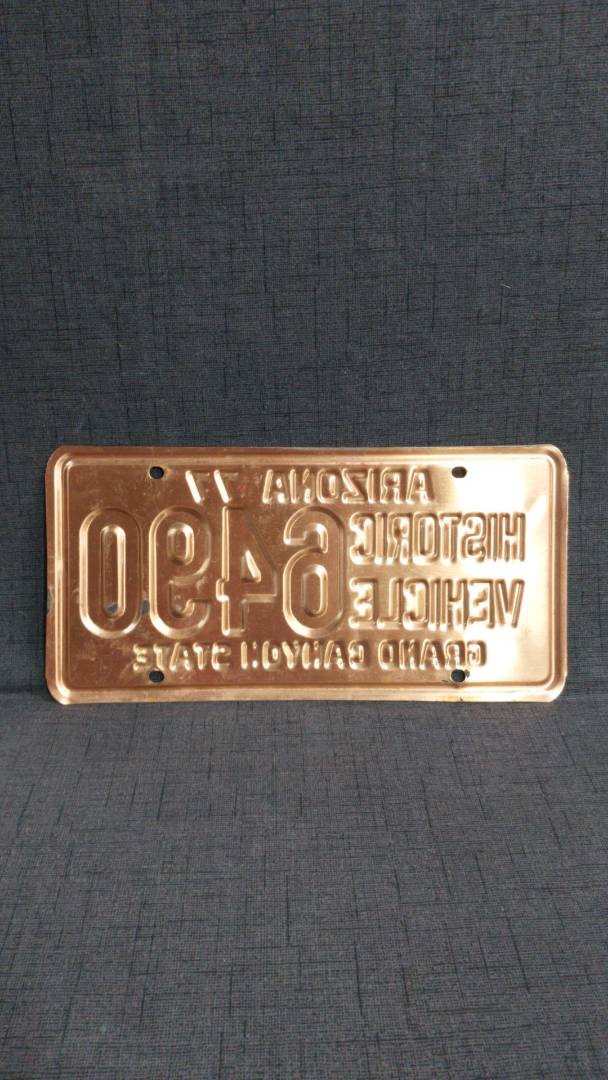 ARIZONA 77
HISTORIC
VEHICLE
6490
GRAND CANYON STATE